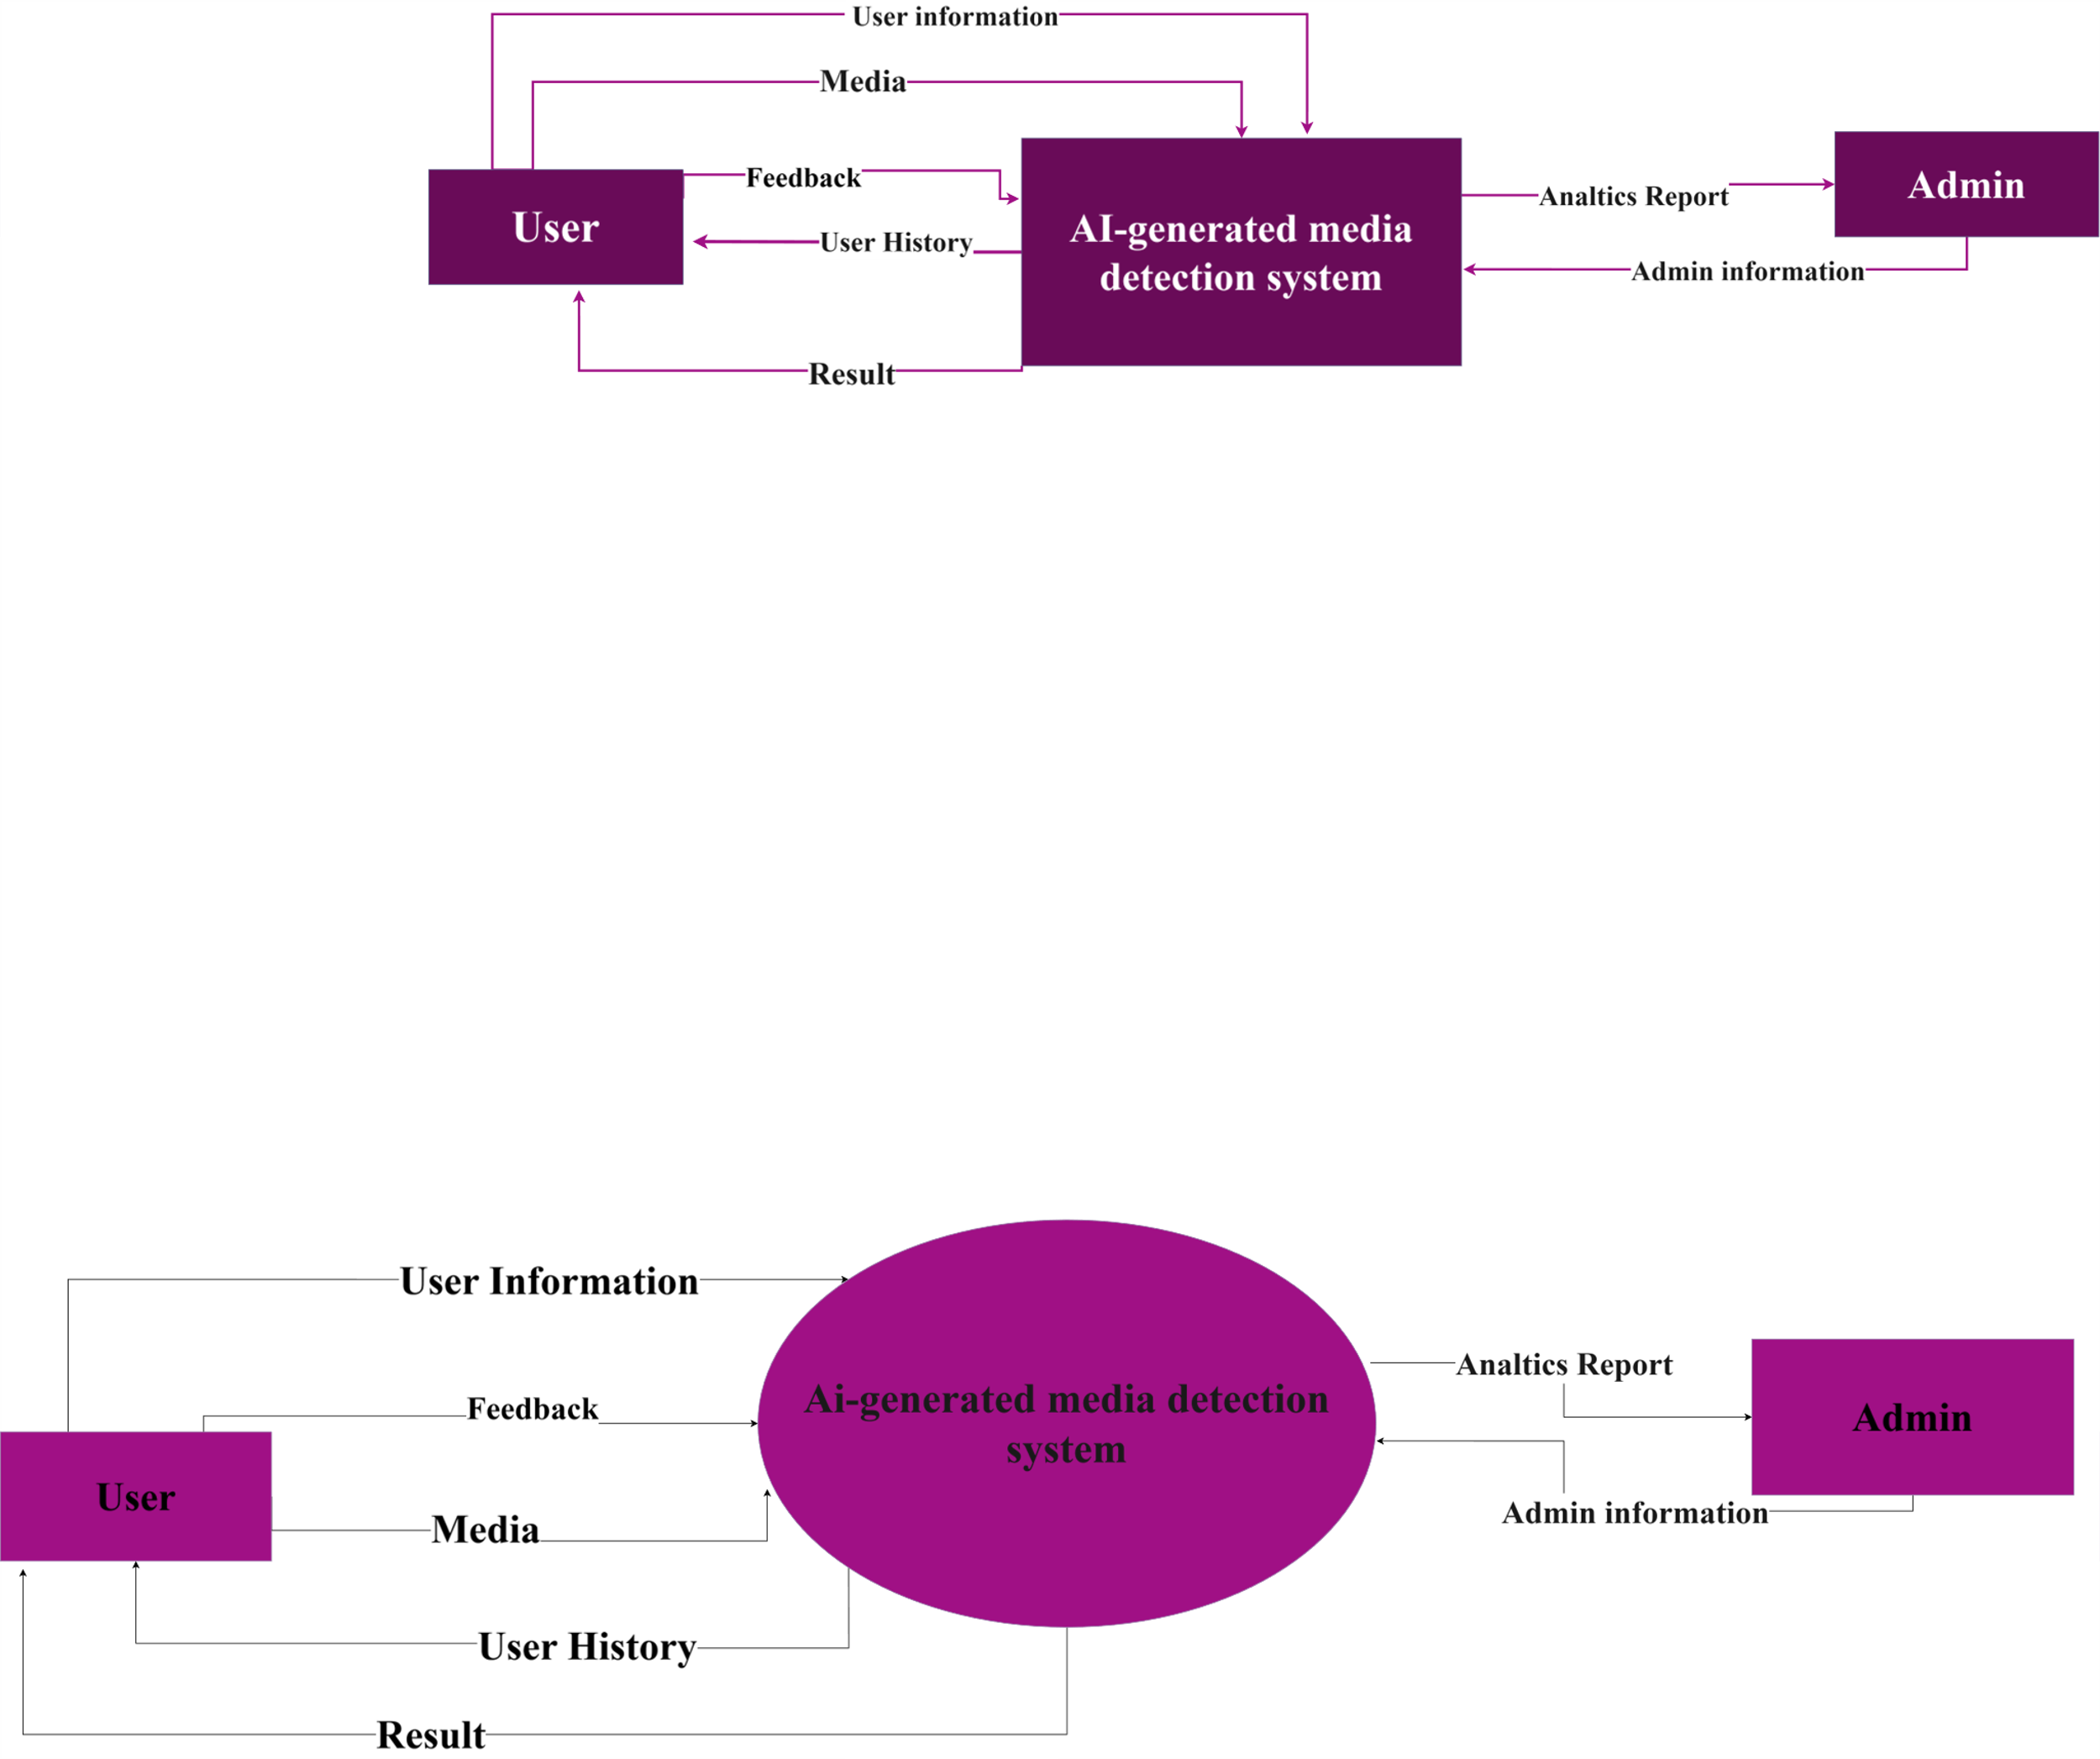 User information
Media
Feedback
User
User History
AI-generated media
detection system
Result
Analtics Report
Admin
Admin information
User Information
Feedback
User
Media
User History
Result
Ai-generated media detection
system
Analtics Report
Admin
Admin information